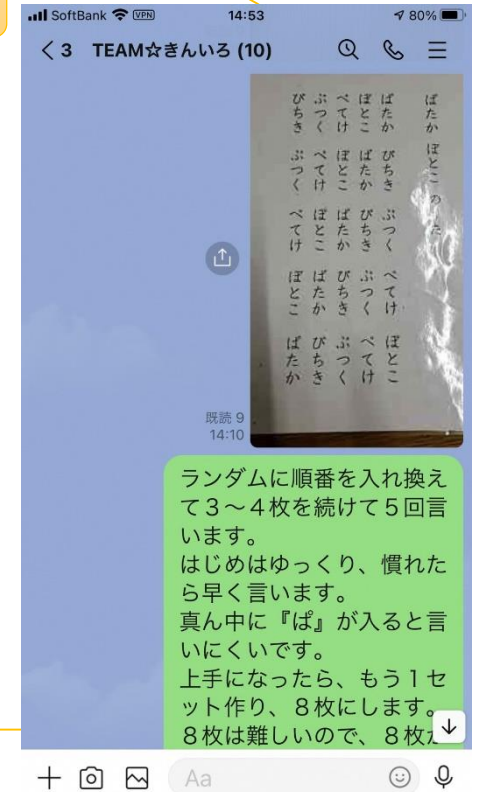 SoftBank VPN 14:53 80%
< 3 TEAM☆きんいろ (10)
ぱたか ぽとこ の た
ぱたか ぴちき ぷつく ぺてけ ぽとこ
ぽとこ ぱたか ぴちき ぷつく ぺてけ
ぺてけ ぽとこ ぱたか ぴちき ぷつく
ぷつく ぺてけ ぽとこ ぱたか ぴちき
ぴちき ぷつく ぺてけ ぽとこ ぱたか
既読 9
14:10
ランダムに順番を入れ換え
て３～４枚を続けて５回言
います。
はじめはゆっくり、慣れた
ら早く言います。
真ん中に『ぱ』が入ると言
いにくいです。
上手になったら、もう１セ
ット作り、８枚にします。
８枚は難しいので、８枚
Aa